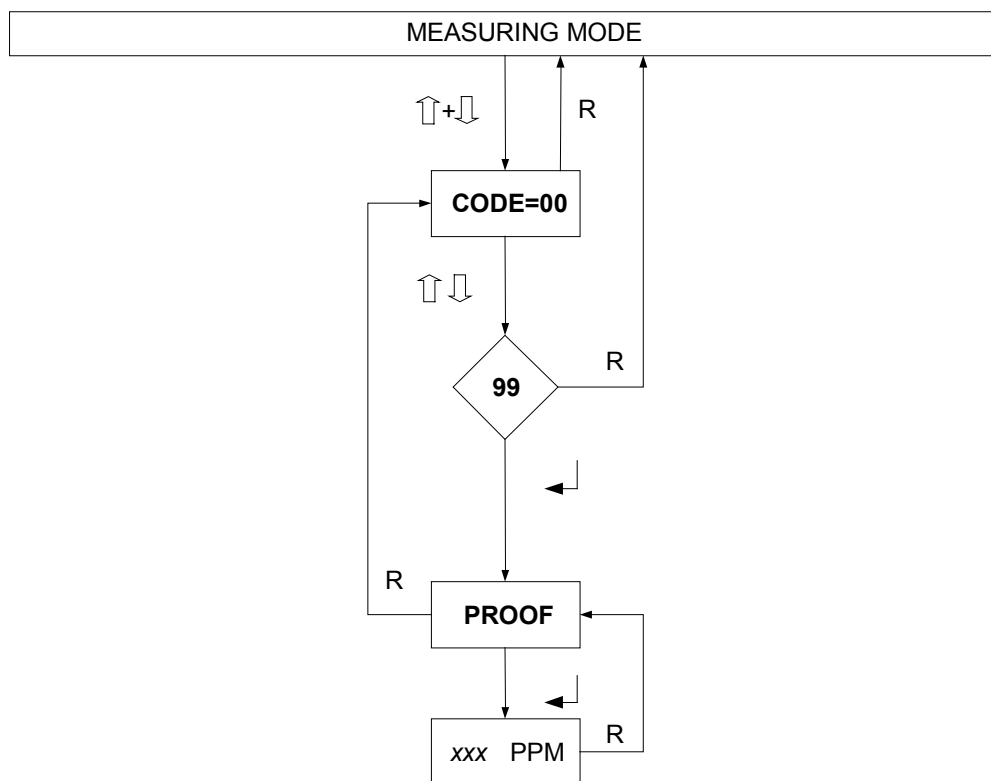 MEASURING MODE
⇧+⇩
R
CODE=00
⇧ ⇩
R
99
R
PROOF
R
xxx PPM